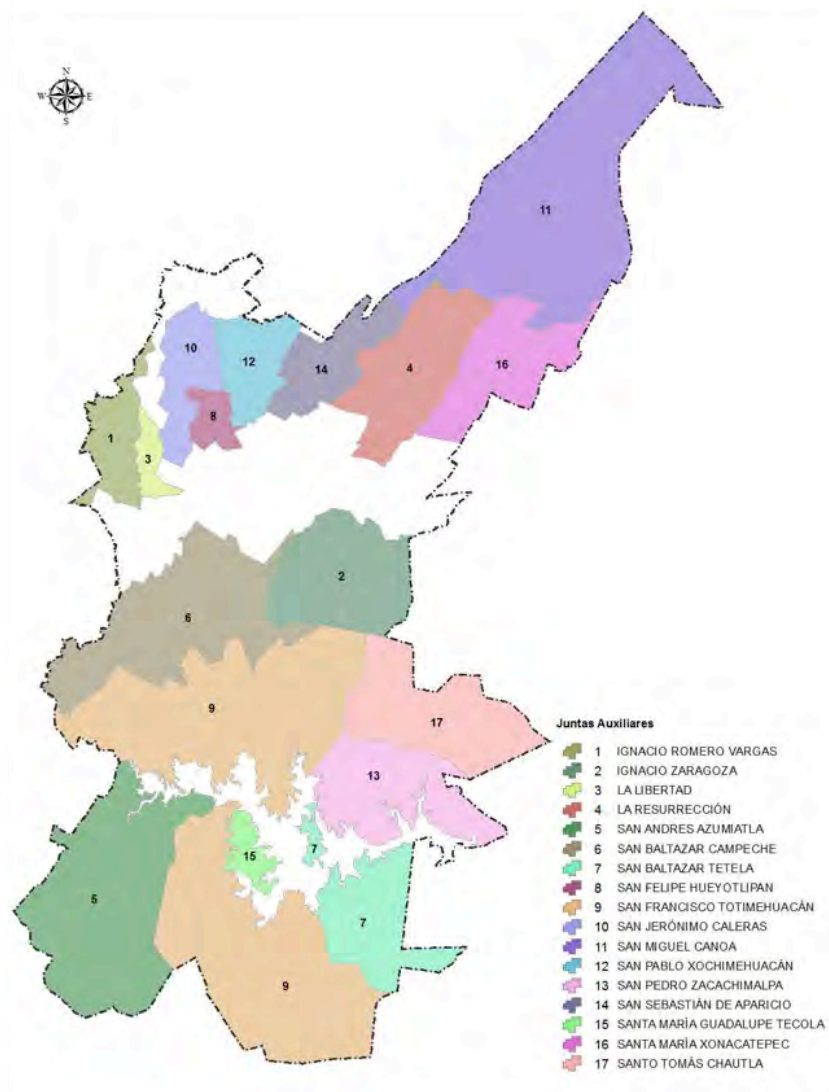 N
W E
S
11
10
12
14
4
16
8
1
3
2
6
9
17
13
7
15
5
7
9
Juntas Auxiliares
1 IGNACIO ROMERO VARGAS
2 IGNACIO ZARAGOZA
3 LA LIBERTAD
4 LA RESURRECCIÓN
5 SAN ANDRES AZUMIATLA
6 SAN BALTAZAR CAMPECHE
7 SAN BALTAZAR TETELA
8 SAN FELIPE HUEYOTLIPAN
9 SAN FRANCISCO TOTIMEHUACÁN
10 SAN JERÓNIMO CALERAS
11 SAN MIGUEL CANOA
12 SAN PABLO XOCHIMEHUACÁN
13 SAN PEDRO ZACACHIMALPA
14 SAN SEBASTIÁN DE APARICIO
15 SANTA MARÍA GUADALUPE TECOLA
16 SANTA MARÍA XONACATEPEC
17 SANTO TOMÁS CHAUTLA